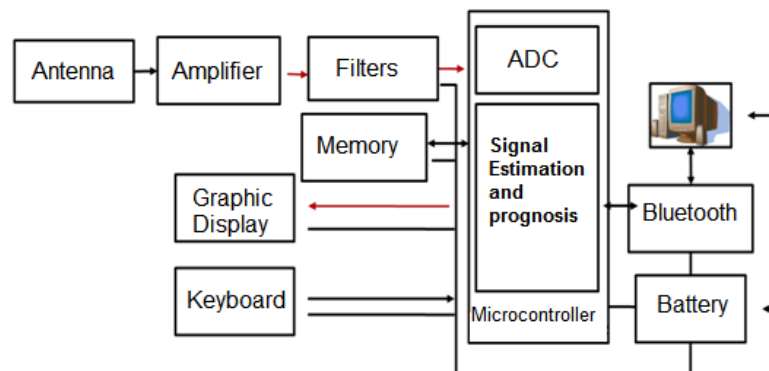 Antenna
Amplifier
Filters
ADC
Memory
Signal
Estimation
and
prognosis
Graphic
Display
Bluetooth
Keyboard
Battery
Microcontroller